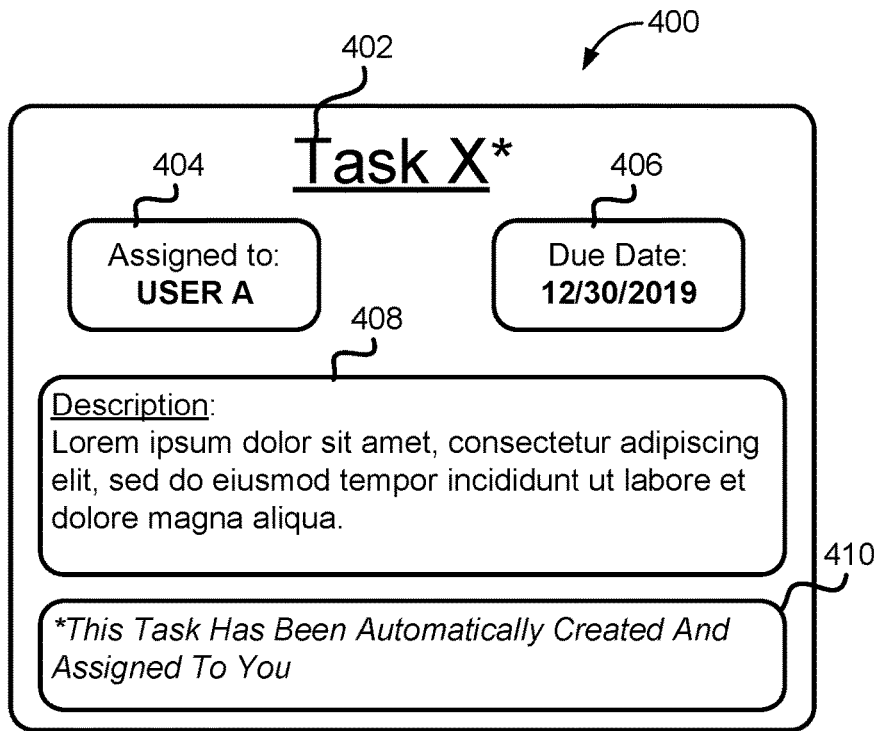 400
402
Task X*
404
406
Assigned to:
USER A
Due Date:
12/30/2019
408
Description:
Lorem ipsum dolor sit amet, consectetur adipiscing
elit, sed do eiusmod tempor incididunt ut labore et
dolore magna aliqua.
410
*This Task Has Been Automatically Created And
Assigned To You